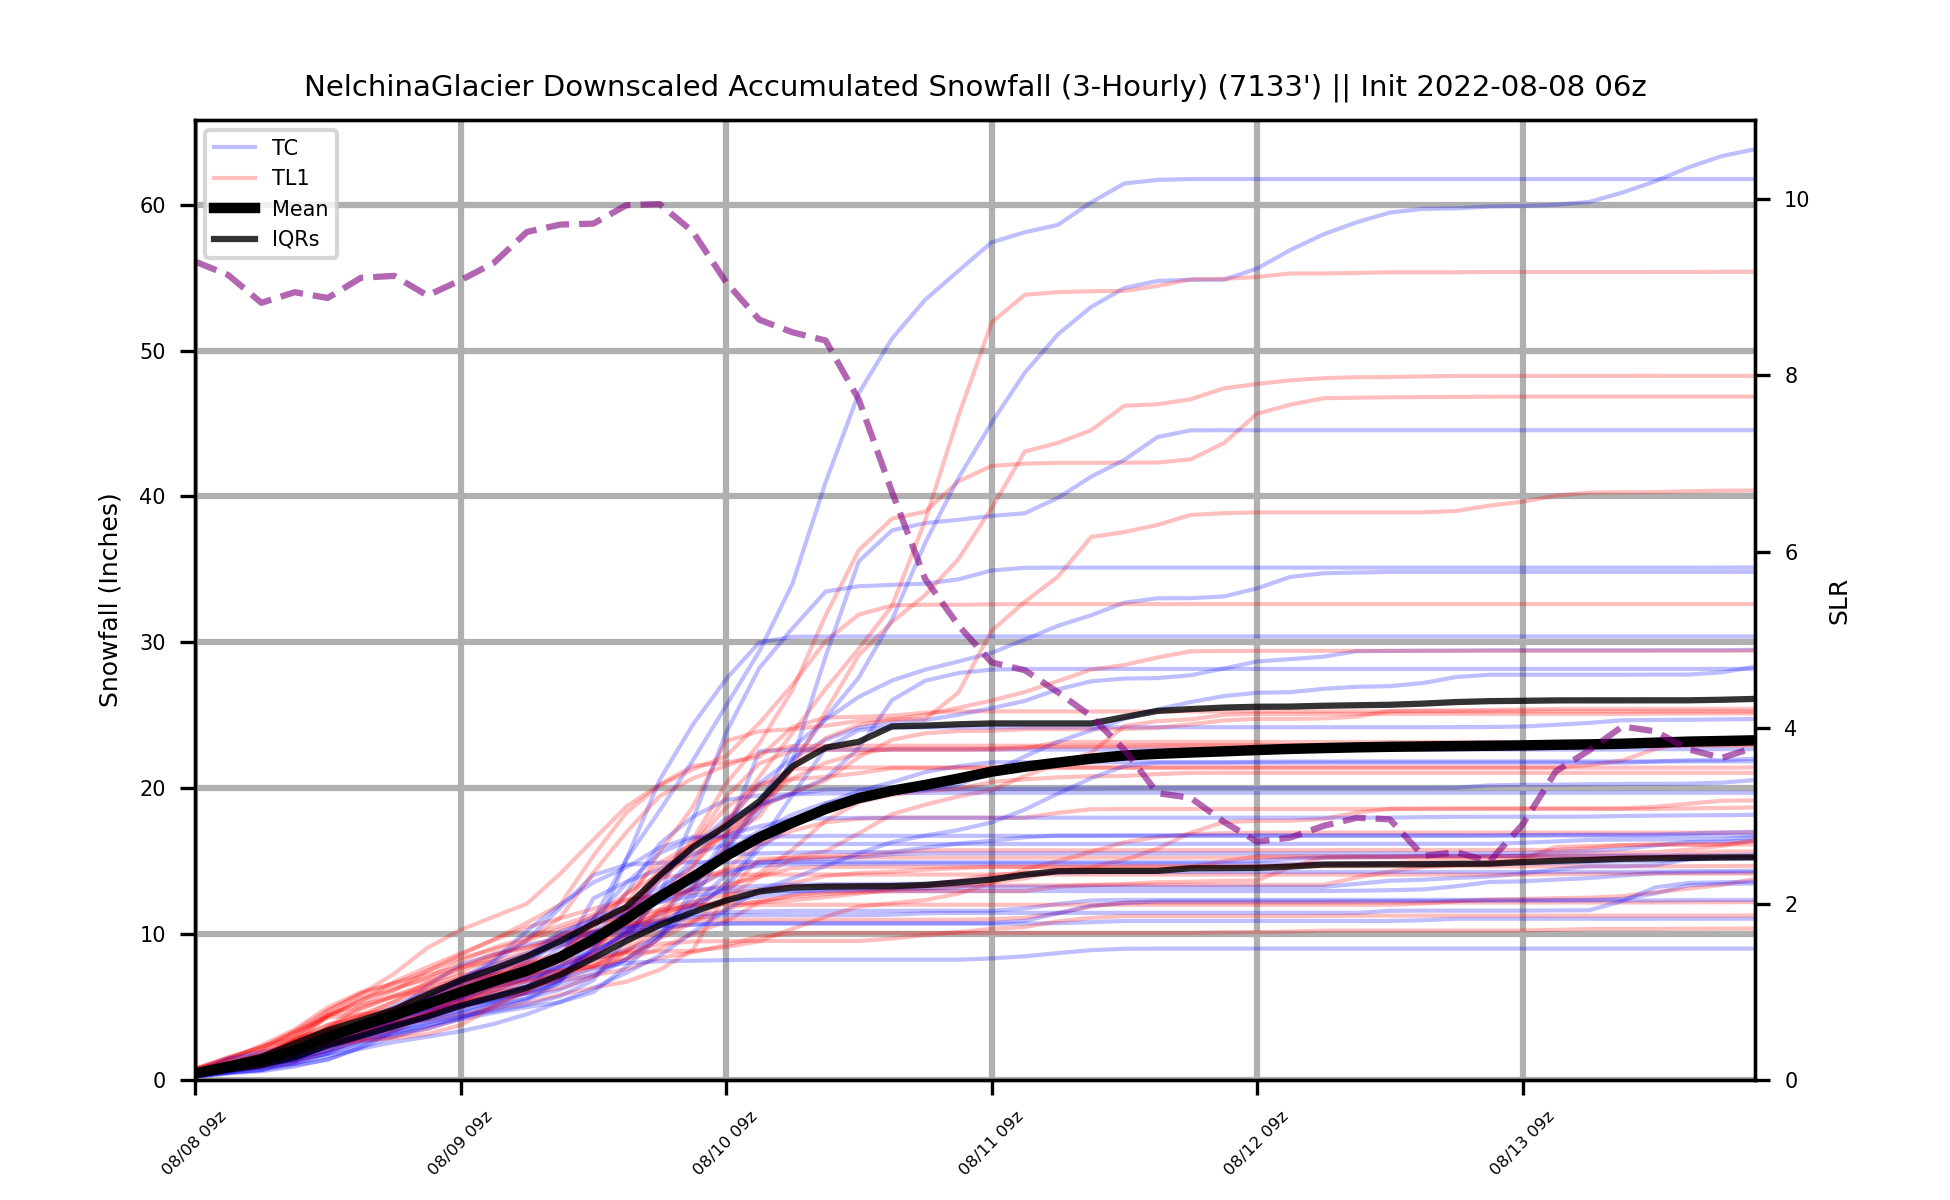 NelchinaGlacier Downscaled Accumulated Snowfall (3-Hourly) (7133') || Init 2022-08-08 06z
TC
TL1
Mean
IQRs
Snowfall (Inches)
60
50
40
30
20
10
0
10
8
6
4
2
0
SLR
08/08 09z
08/09 09z
08/10 09z
08/11 09z
08/12 09z
08/13 09z